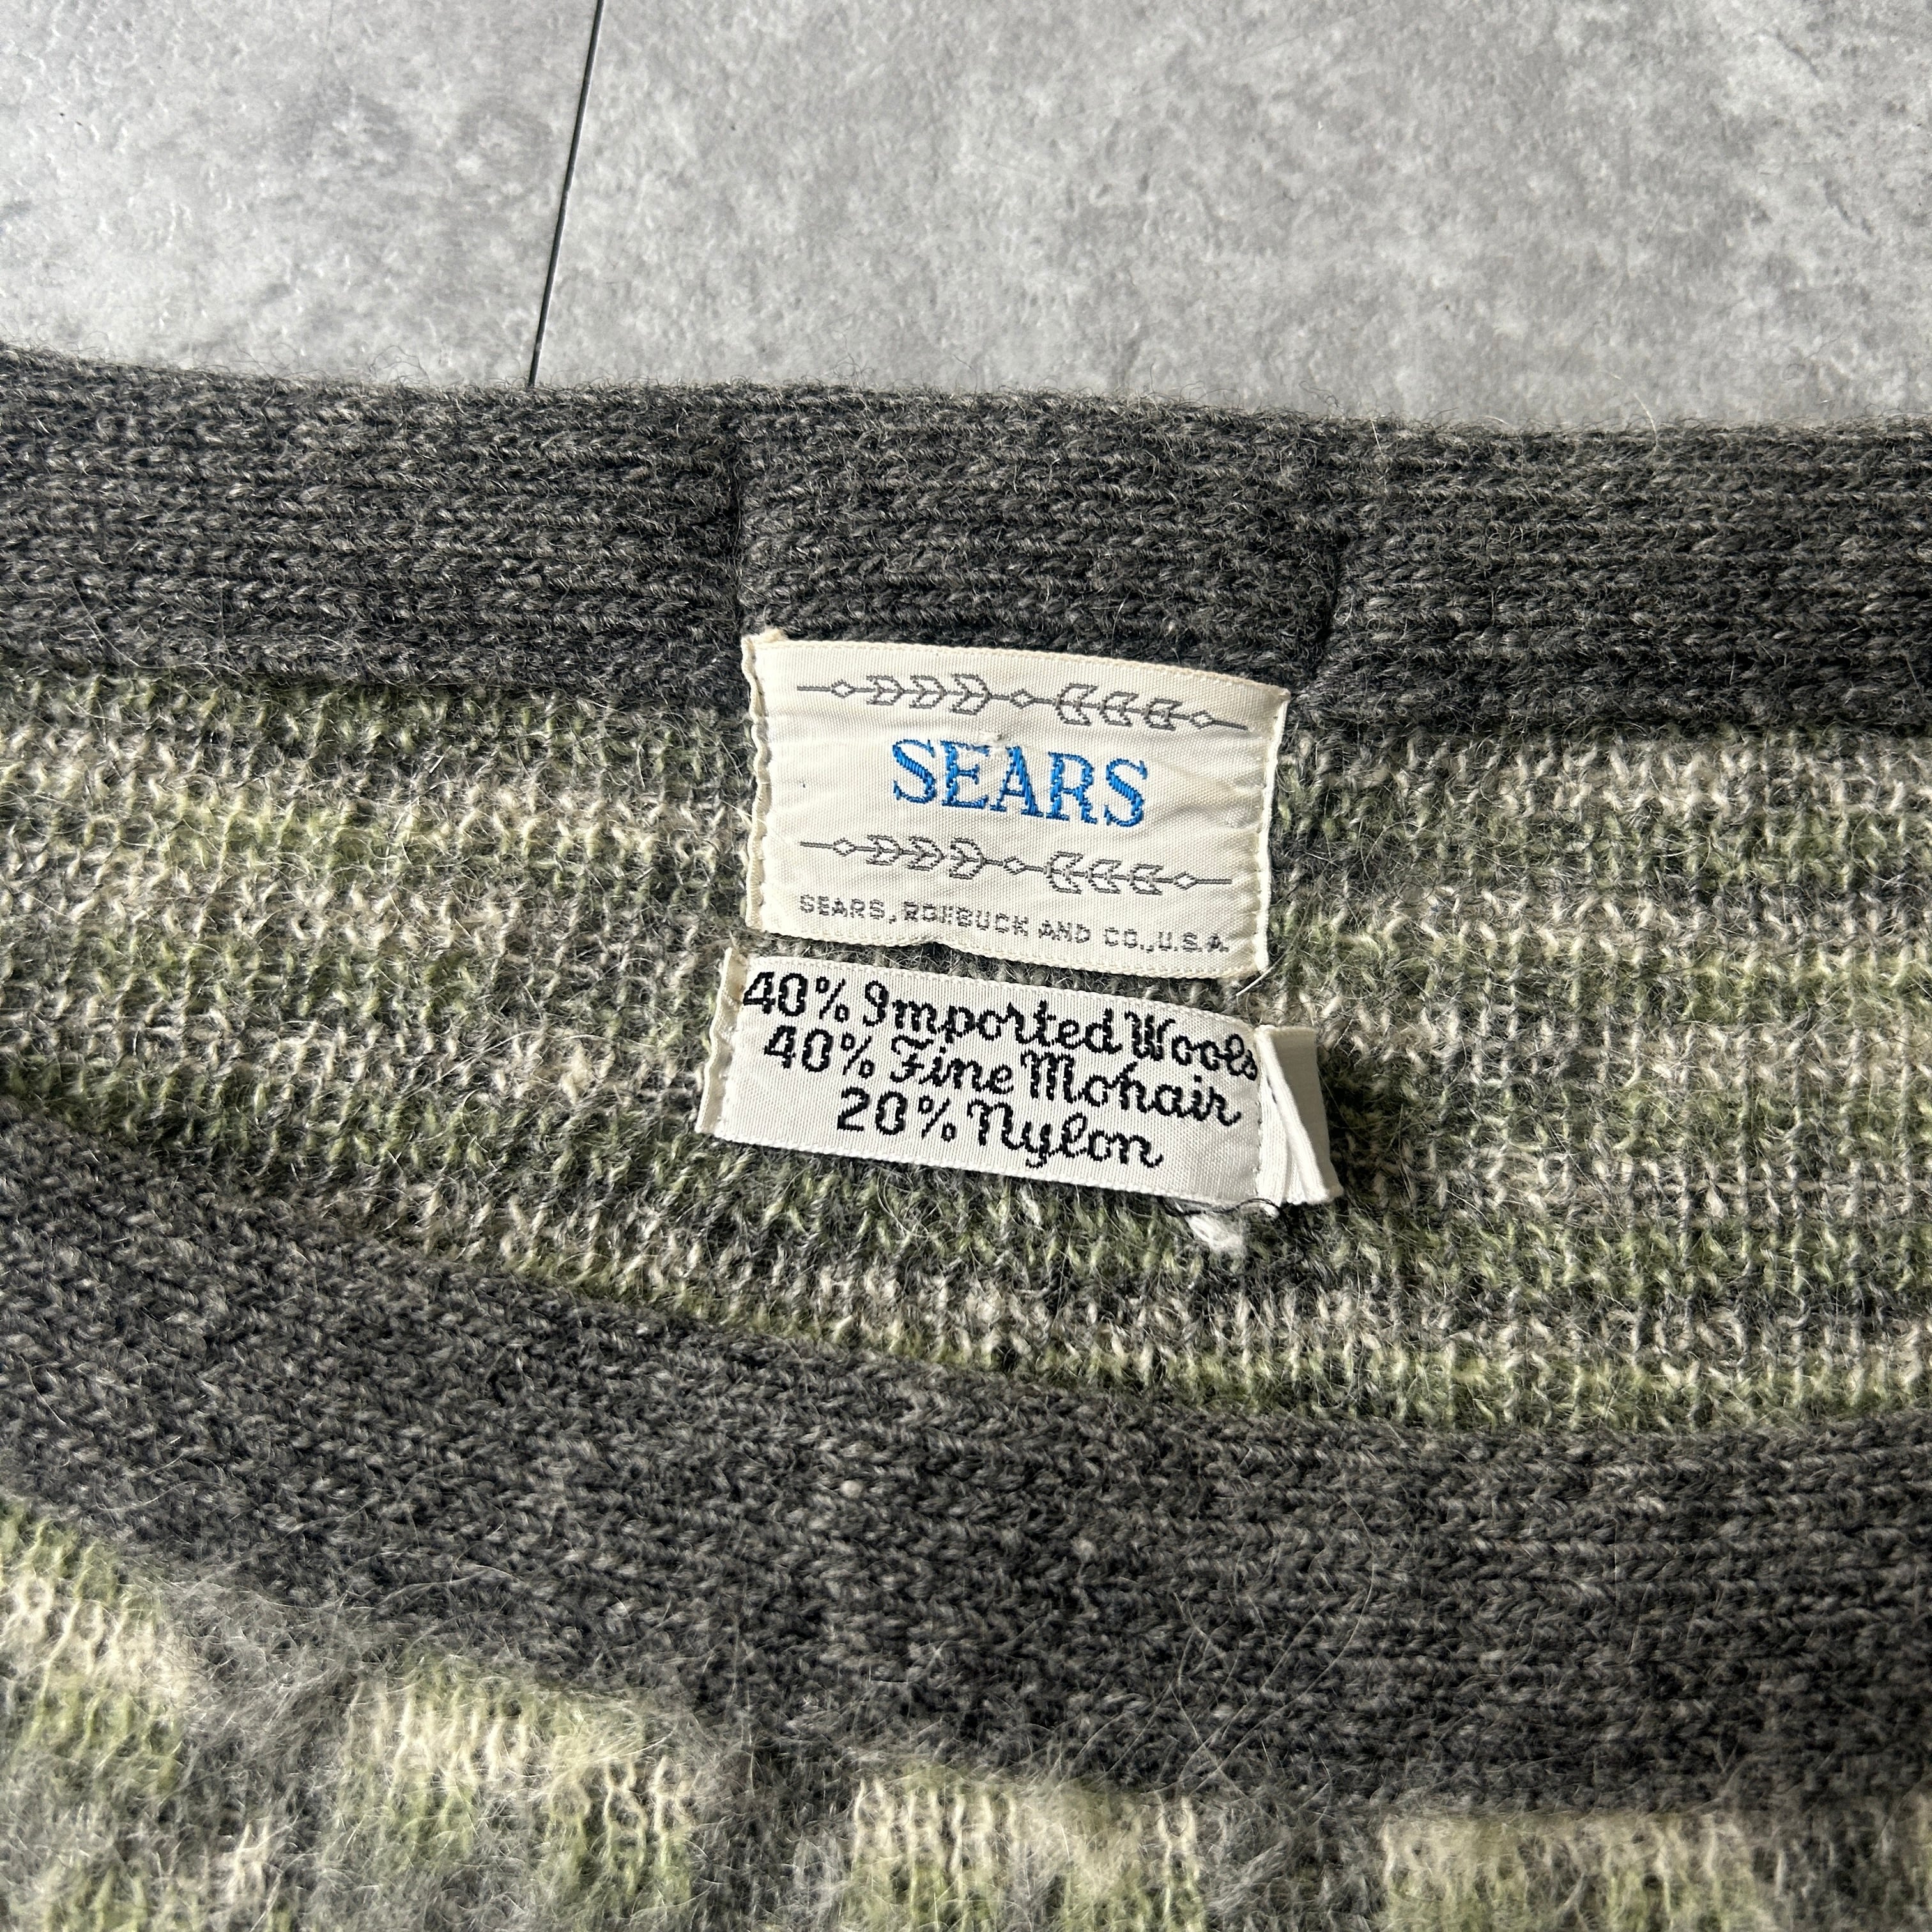 SEARS
SEARS, ROEBUCK AND CO., U.S.A.
40% Imported Wools
40% Fine Mohair
20% Nylon